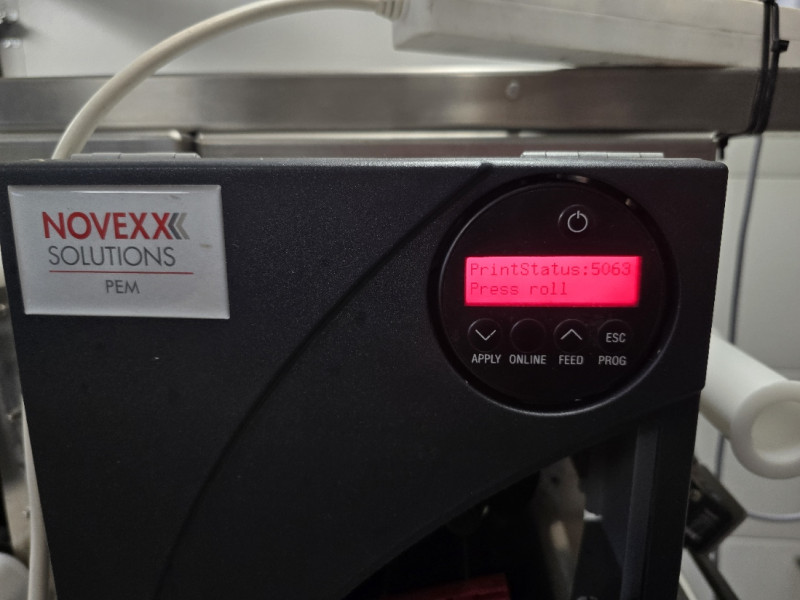 NOVEXX
SOLUTIONS
PEM
PrintStatus:5063
Press roll
ESC
APPLY ONLINE FEED PROG